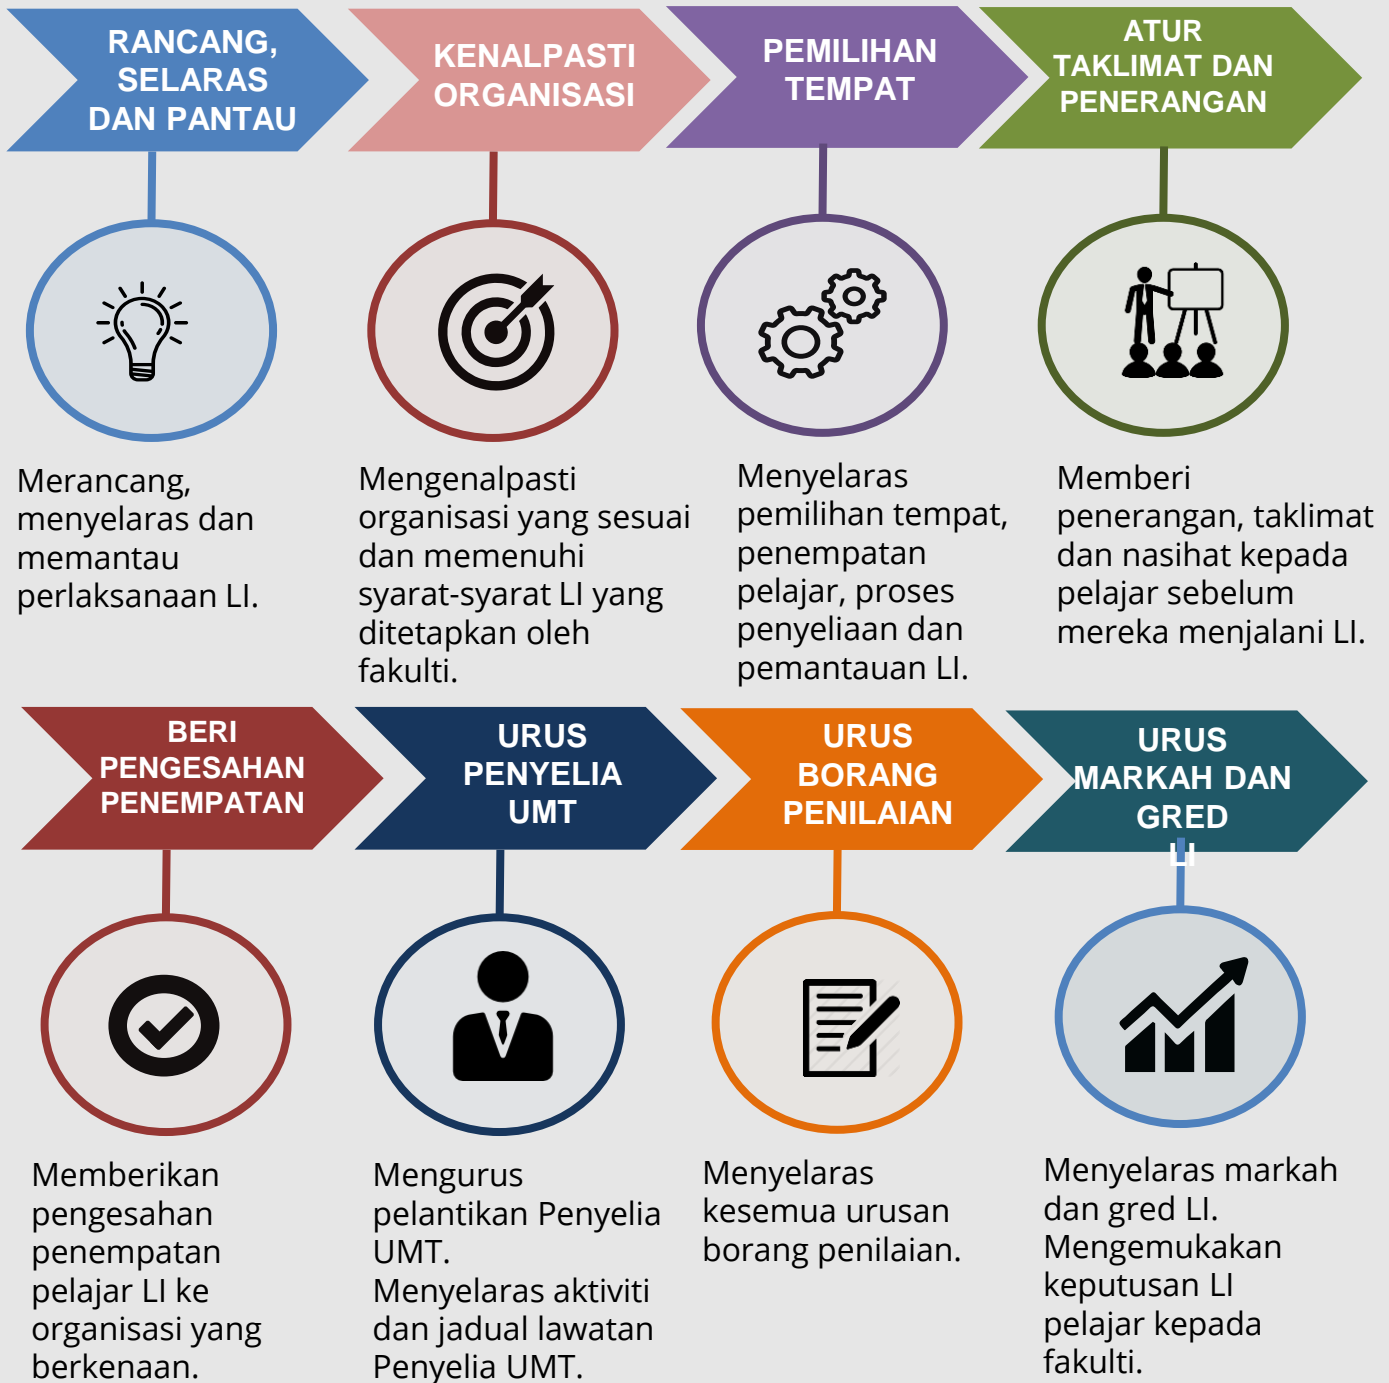 RANCANG,
SELARAS
DAN PANTAU
KENALPASTI
ORGANISASI
PEMILIHAN
TEMPAT
ATUR
TAKLIMAT DAN
PENERANGAN
Merancang,
menyelaras dan
memantau
perlaksanaan LI.
Mengenalpasti
organisasi yang sesuai
dan memenuhi
syarat-syarat LI yang
ditetapkan oleh
fakulti.
Menyelaras
pemilihan tempat,
penempatan
pelajar, proses
penyeliaan dan
pemantauan LI.
Memberi
penerangan, taklimat
dan nasihat kepada
pelajar sebelum
mereka menjalani LI.
BERI
PENGESAHAN
PENEMPATAN
URUS
PENYELIA
UMT
URUS
BORANG
PENILAIAN
URUS
MARKAH DAN
GRED
LI
Memberikan
pengesahan
penempatan
pelajar LI ke
organisasi yang
berkenaan.
Mengurus
pelantikan Penyelia
UMT.
Menyelaras aktiviti
dan jadual lawatan
Penyelia UMT.
Menyelaras
kesemua urusan
borang penilaian.
Menyelaras markah
dan gred LI.
Mengemukakan
keputusan LI
pelajar kepada
fakulti.